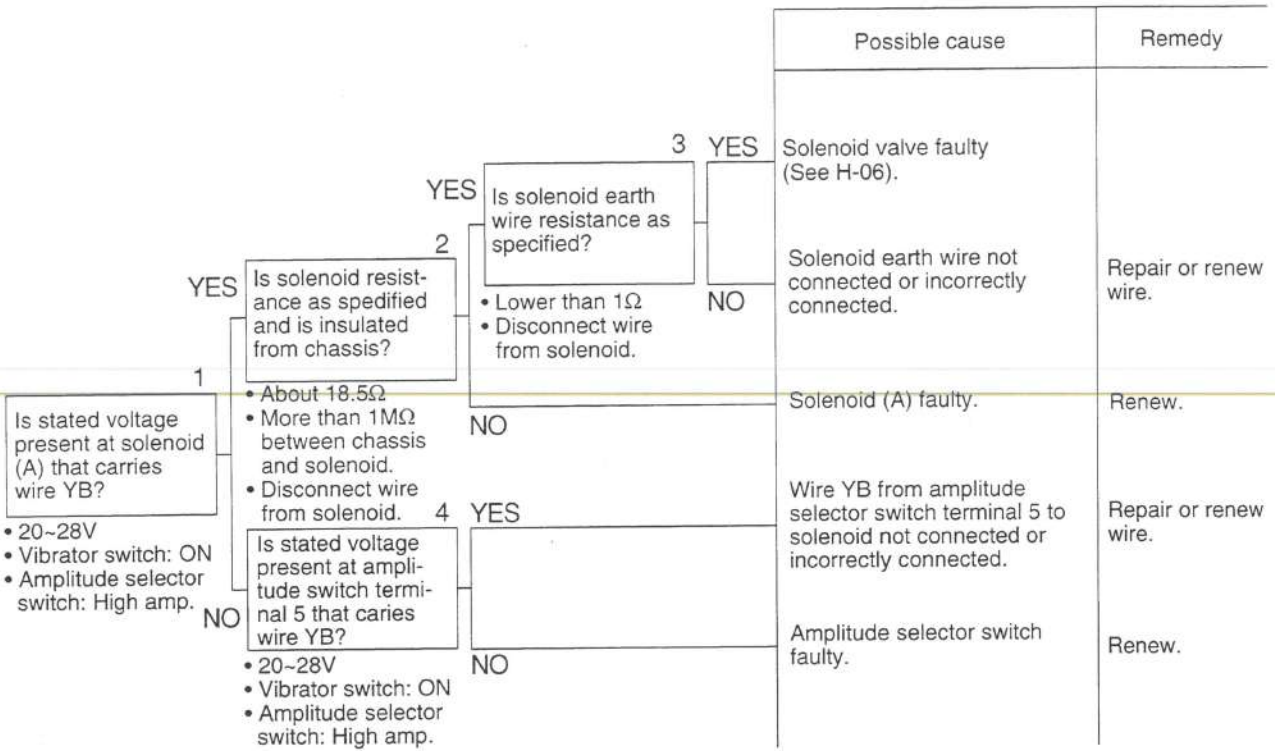 Possible cause
Remedy
3
YES
Solenoid valve faulty
(See H-06).
YES
Is solenoid earth
wire resistance as
specified?
2
YES
Is solenoid resist-
ance as spedified
and is insulated
from chassis?
• Lower than 1Ω
• Disconnect wire
from solenoid.
NO
Solenoid earth wire not
connected or incorrectly
connected.
Repair or renew
wire.
1
Is stated voltage
present at solenoid
(A) that carries
wire YB?
• About 18.5Ω
• More than 1MΩ
between chassis
and solenoid.
• Disconnect wire
from solenoid.
NO
Solenoid (A) faulty.
Renew.
• 20~28V
• Vibrator switch: ON
• Amplitude selector
switch: High amp.
NO
4
YES
Is stated voltage
present at ampli-
tude switch termi-
nal 5 that caries
wire YB?
Wire YB from amplitude
selector switch terminal 5 to
solenoid not connected or
incorrectly connected.
Repair or renew
wire.
NO
Amplitude selector switch
faulty.
Renew.
• 20~28V
• Vibrator switch: ON
• Amplitude selector
switch: High amp.